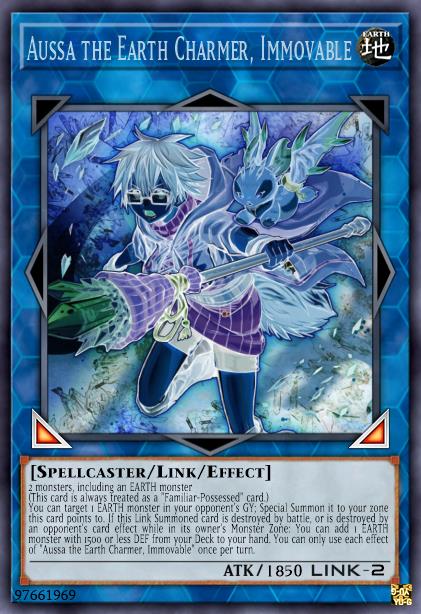 Aussa the Earth Charmer, Immovable
EARTH
地
[Spellcaster/Link/Effect]
2 monsters, including an EARTH monster
(This card is always treated as a "Familiar-Possessed" card.)
You can target 1 EARTH monster in your opponent's GY; Special Summon it to your zone
this card points to. If this Link Summoned card is destroyed by battle, or is destroyed by
an opponent's card effect while in its owner's Monster Zone: You can add 1 EARTH
monster with 1500 or less DEF from your Deck to your hand. You can only use each effect
of "Aussa the Earth Charmer, Immovable" once per turn.
ATK/1850 LINK-2
97661969